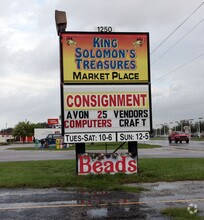 1250
KING
SOLOMON'S
TREASURES
MARKET PLACE
CONSIGNMENT
AVON 25 VENDORS
COMPUTERS CRAFT
TUES-SAT. 10-6 SUN. 12-5
Beads